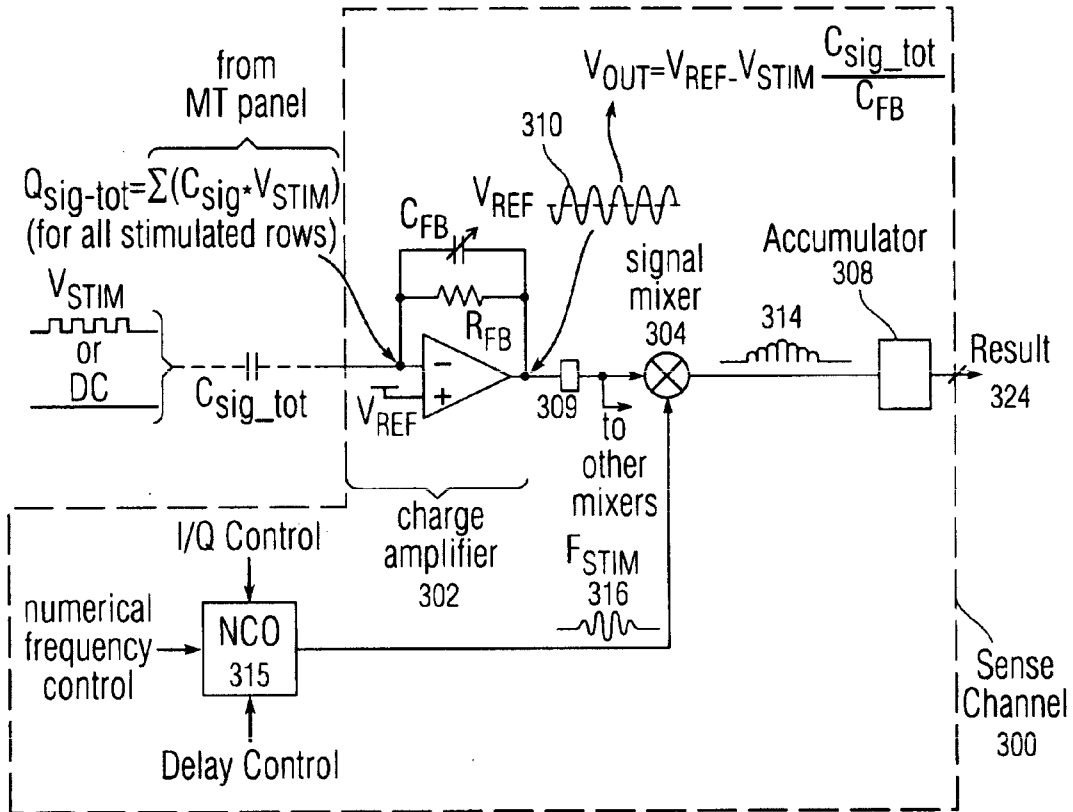 from
MT panel
Q_sig-tot=Σ(C_sig*V_STIM)
(for all stimulated rows)
V_STIM
or
DC
C_sig_tot
V_OUT=V_REF-V_STIM C_sig_tot
C_FB
310
V_REF
C_FB
R_FB
-
+
V_REF
309
to
other
mixers
signal
mixer
304
314
Accumulator
308
Result
324
charge
amplifier
302
F_STIM
316
I/Q Control
numerical
frequency
control
NCO
315
Delay Control
Sense
Channel
300